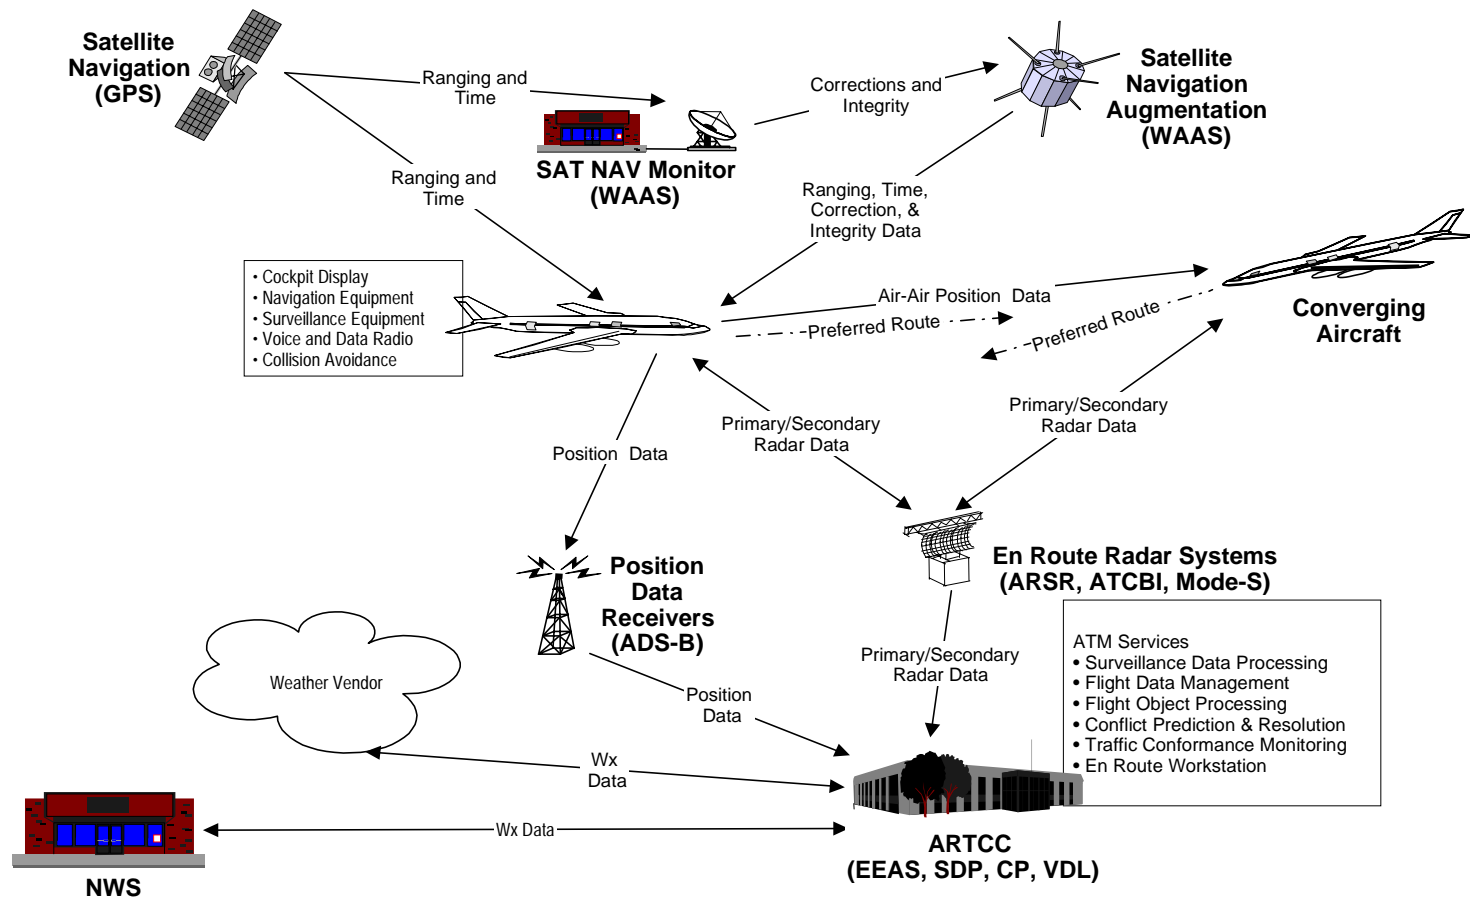 Satellite
Navigation
(GPS)
Ranging and
Time
Corrections and
Integrity
Satellite
Navigation
Augmentation
(WAAS)
SAT NAV Monitor
(WAAS)
Ranging and
Time
Ranging, Time,
Correction, &
Integrity Data
• Cockpit Display
• Navigation Equipment
• Surveillance Equipment
• Voice and Data Radio
• Collision Avoidance
Air-Air Position Data
Preferred Route
Preferred Route
Converging
Aircraft
Primary/Secondary
Radar Data
Primary/Secondary
Radar Data
Position Data
Position
Data
Receivers
(ADS-B)
En Route Radar Systems
(ARSR, ATCBI, Mode-S)
Weather Vendor
Primary/Secondary
Radar Data
Position
Data
ATM Services
• Surveillance Data Processing
• Flight Data Management
• Flight Object Processing
• Conflict Prediction & Resolution
• Traffic Conformance Monitoring
• En Route Workstation
Wx
Data
Wx Data
ARTCC
(EEAS, SDP, CP, VDL)
NWS